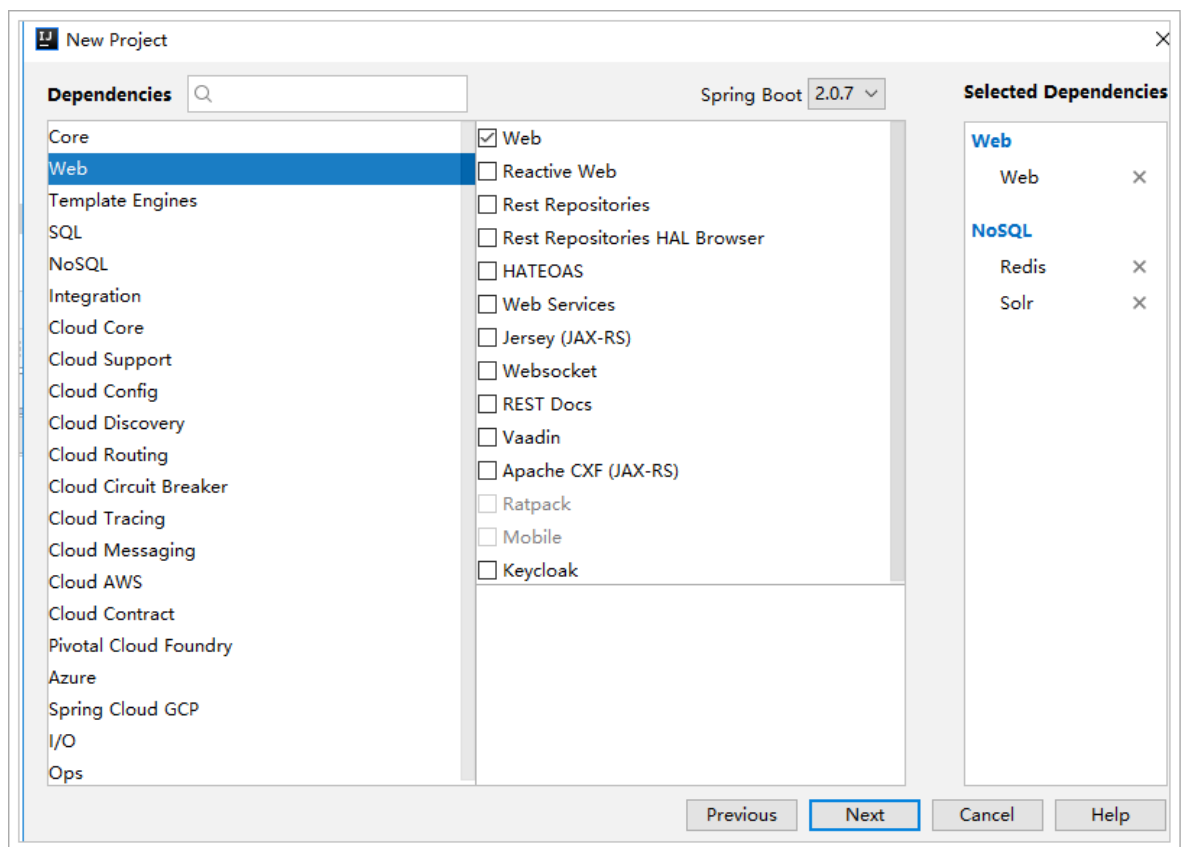 New Project
Dependencies
Spring Boot 2.0.7
Selected Dependencies
Core
Web
Template Engines
SQL
NoSQL
Integration
Cloud Core
Cloud Support
Cloud Config
Cloud Discovery
Cloud Routing
Cloud Circuit Breaker
Cloud Tracing
Cloud Messaging
Cloud AWS
Cloud Contract
Pivotal Cloud Foundry
Azure
Spring Cloud GCP
I/O
Ops
Web
Reactive Web
Rest Repositories
Rest Repositories HAL Browser
HATEOAS
Web Services
Jersey (JAX-RS)
Websocket
REST Docs
Vaadin
Apache CXF (JAX-RS)
Ratpack
Mobile
Keycloak
Web
Web
NoSQL
Redis
Solr
Previous
Next
Cancel
Help